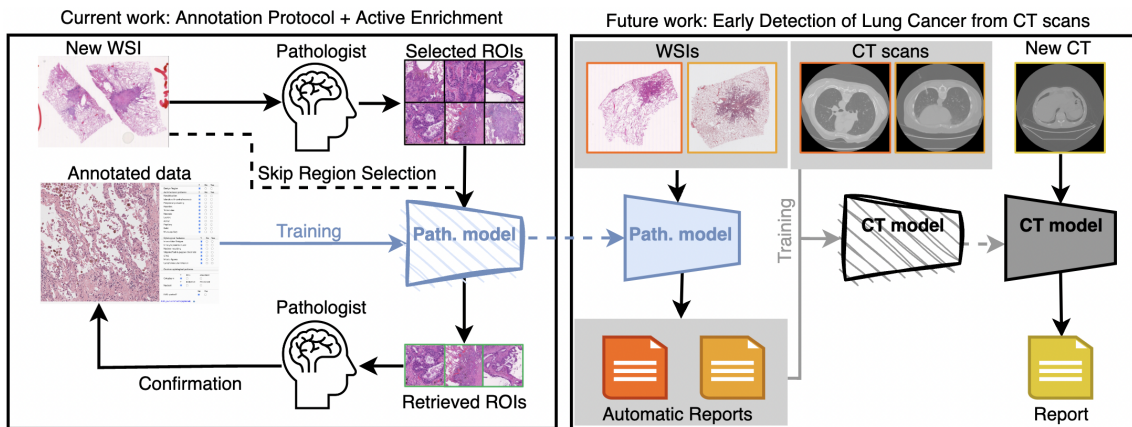 Current work: Annotation Protocol + Active Enrichment
New WSI
Pathologist
Selected ROIs
Skip Region Selection
Annotated data
Training
Path. model
Pathologist
Confirmation
Retrieved ROIs
Future work: Early Detection of Lung Cancer from CT scans
WSIs
CT scans
New CT
Path. model
Training
CT model
CT model
Automatic Reports
Report